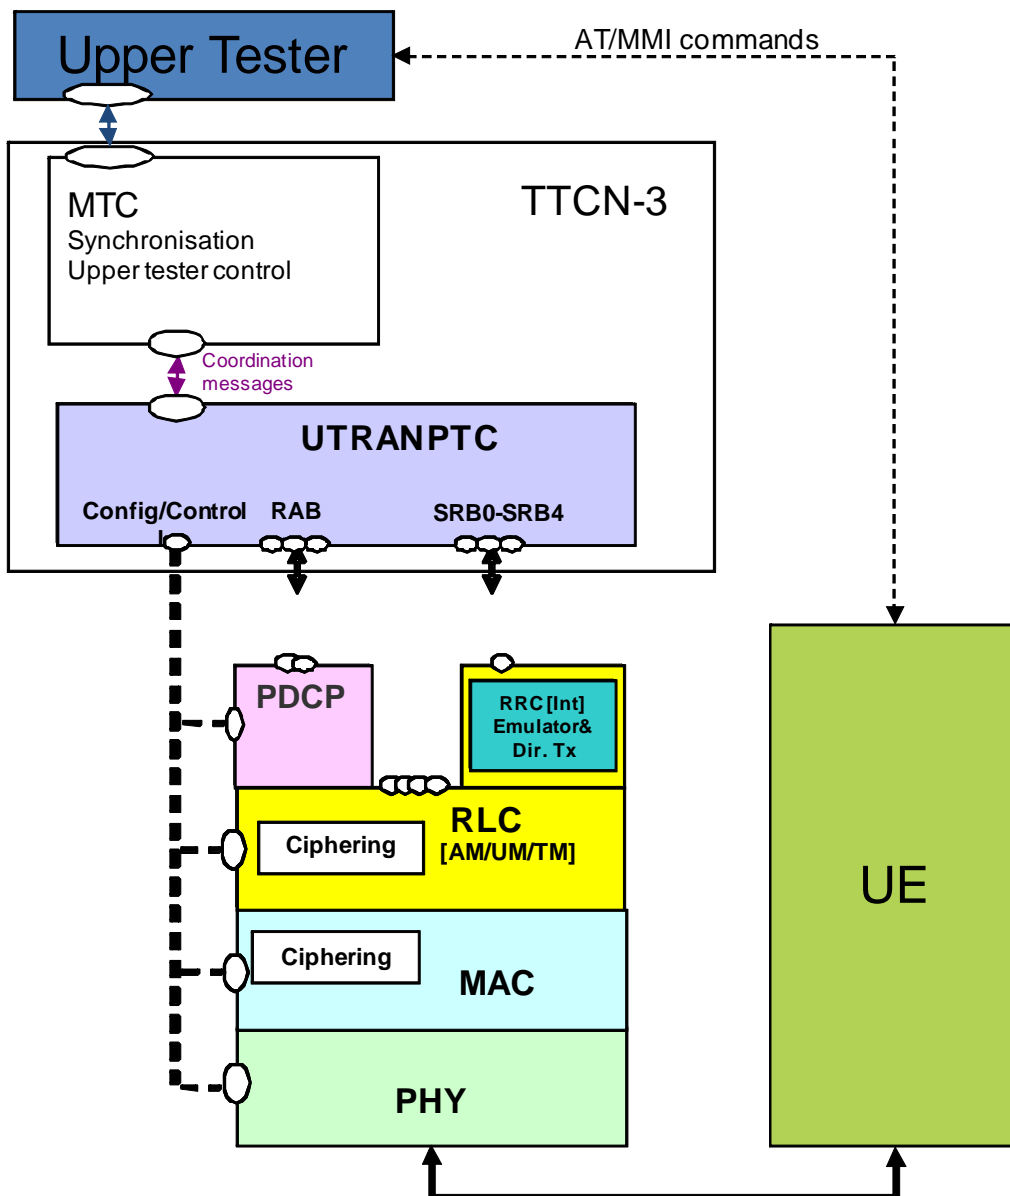 Upper Tester
AT/MMI commands
TTCN-3
MTC
Synchronisation
Upper tester control
Coordination
messages
UTRANPTC
Config/Control
RAB
SRB0-SRB4
PDCP
RRC [Int]
Emulator&
Dir. Tx
RLC
[AM/UM/TM]
Ciphering
Ciphering
MAC
PHY
UE